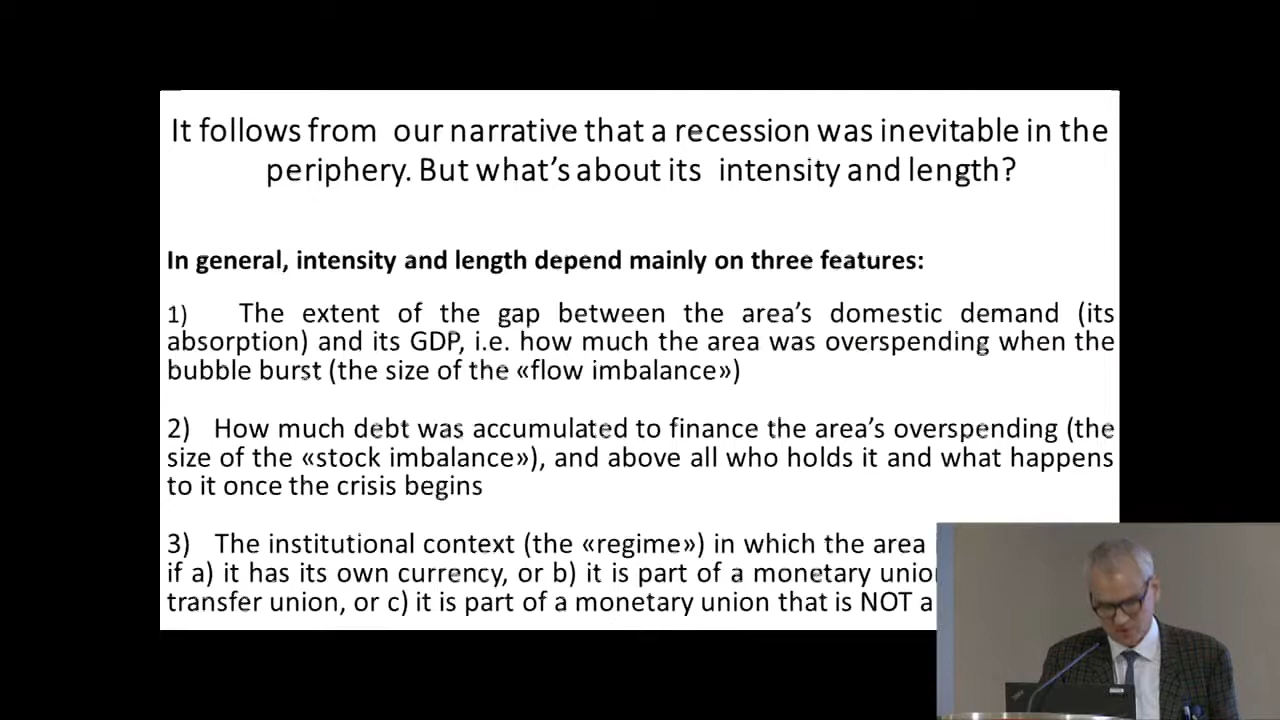 It follows from our narrative that a recession was inevitable in the
periphery. But what's about its intensity and length?
In general, intensity and length depend mainly on three features:
1) The extent of the gap between the area's domestic demand (its
absorption) and its GDP, i.e. how much the area was overspending when the
bubble burst (the size of the «flow imbalance»)
2) How much debt was accumulated to finance the area's overspending (the
size of the «stock imbalance»), and above all who holds it and what happens
to it once the crisis begins
3) The institutional context (the «regime») in which the area
if a) it has its own currency, or b) it is part of a monetary
transfer union, or c) it is part of a monetary union that is NOT a